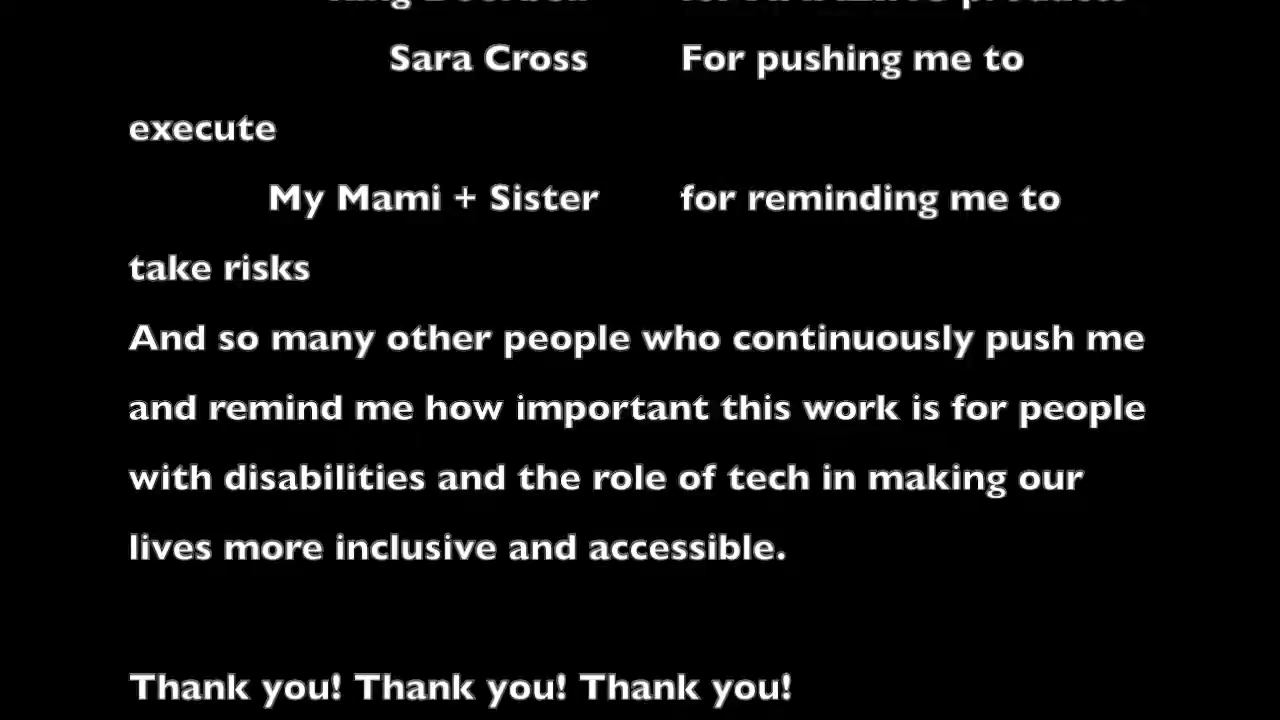 Sara Cross For pushing me to
execute
My Mami + Sister for reminding me to
take risks
And so many other people who continuously push me
and remind me how important this work is for people
with disabilities and the role of tech in making our
lives more inclusive and accessible.
Thank you! Thank you! Thank you!